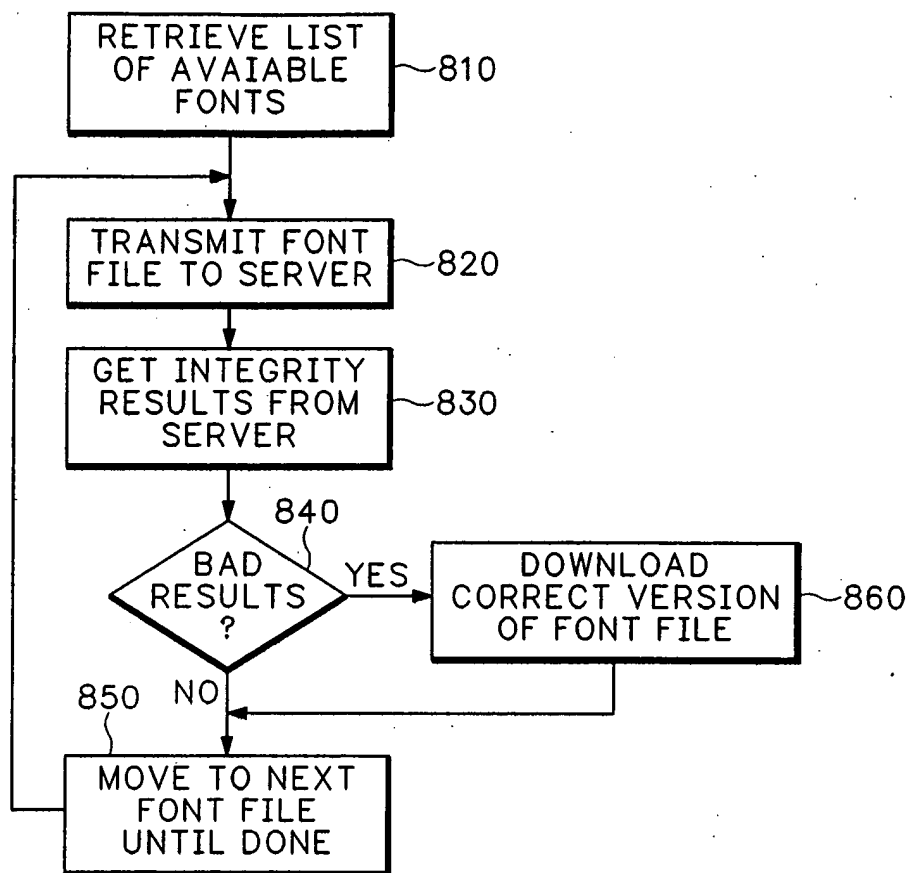 RETRIEVE LIST
OF AVAIABLE
FONTS
810
TRANSMIT FONT
FILE TO SERVER
820
GET INTEGRITY
RESULTS FROM
SERVER
830
840
BAD
RESULTS
?
YES
DOWNLOAD
CORRECT VERSION
OF FONT FILE
860
NO
850
MOVE TO NEXT
FONT FILE
UNTIL DONE